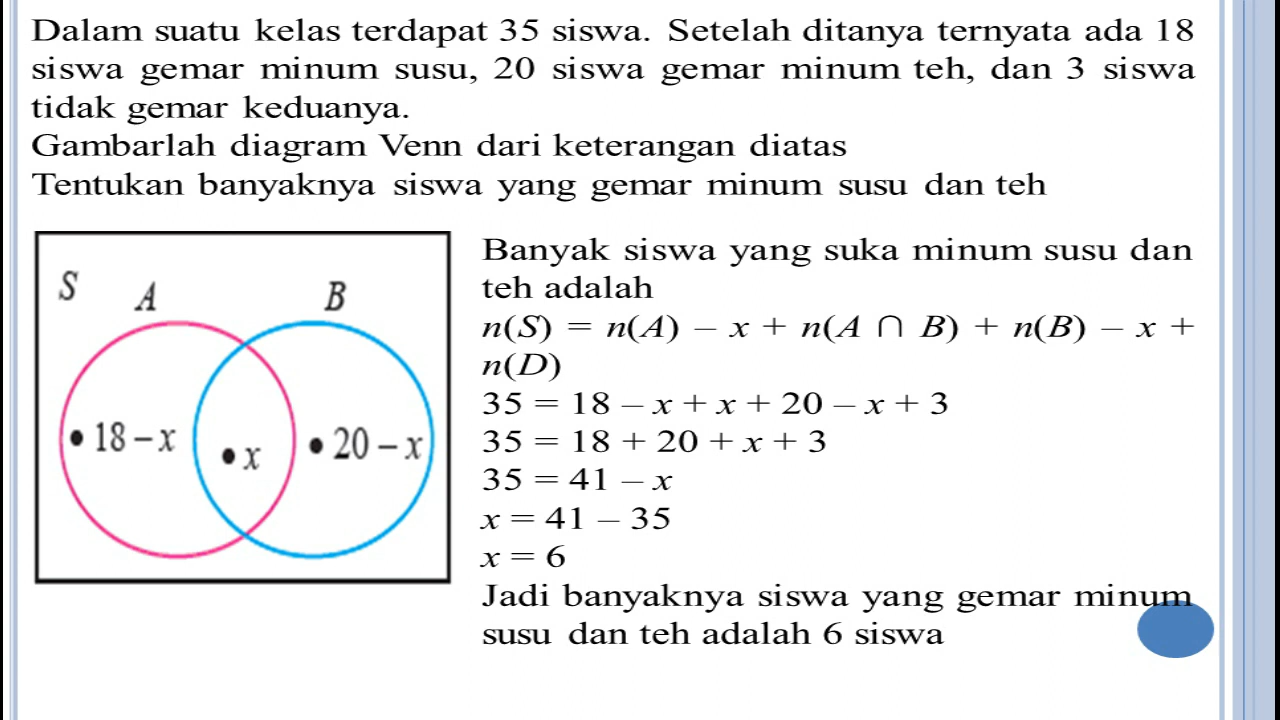 Dalam suatu kelas terdapat 35 siswa. Setelah ditanya ternyata ada 18
siswa gemar minum susu, 20 siswa gemar minum teh, dan 3 siswa
tidak gemar keduanya.
Gambarlah diagram Venn dari keterangan diatas
Tentukan banyaknya siswa yang gemar minum susu dan teh
S A B
• 18 – x • x • 20 – x
Banyak siswa yang suka minum susu dan
teh adalah
n(S) = n(A) – x + n(A ∩ B) + n(B) – x +
n(D)
35 = 18 – x + x + 20 – x + 3
35 = 18 + 20 + x + 3
35 = 41 – x
x = 41 – 35
x = 6
Jadi banyaknya siswa yang gemar minum
susu dan teh adalah 6 siswa